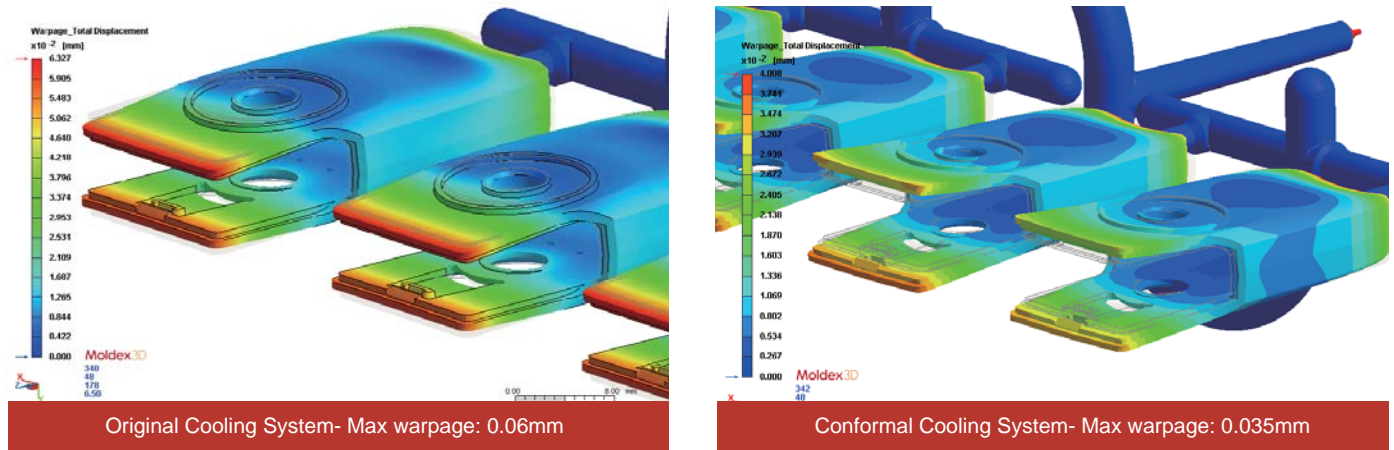 Warpage_Total Displacement
x10 -2 [mm]
6.327
5.905
5.483
5.062
4.640
4.218
3.796
3.374
2.953
2.531
2.109
1.687
1.265
0.844
0.422
0.000
Moldex3D
340
48
178
6.50
X
Z
Y
0.00 8.00 mm
Original Cooling System- Max warpage: 0.06mm
Warpage_Total Displacement
x10 -2 [mm]
4.008
3.741
3.474
3.207
2.939
2.672
2.405
2.138
1.870
1.603
1.336
1.069
0.802
0.534
0.267
0.000
Moldex3D
342
48
X
Conformal Cooling System- Max warpage: 0.035mm